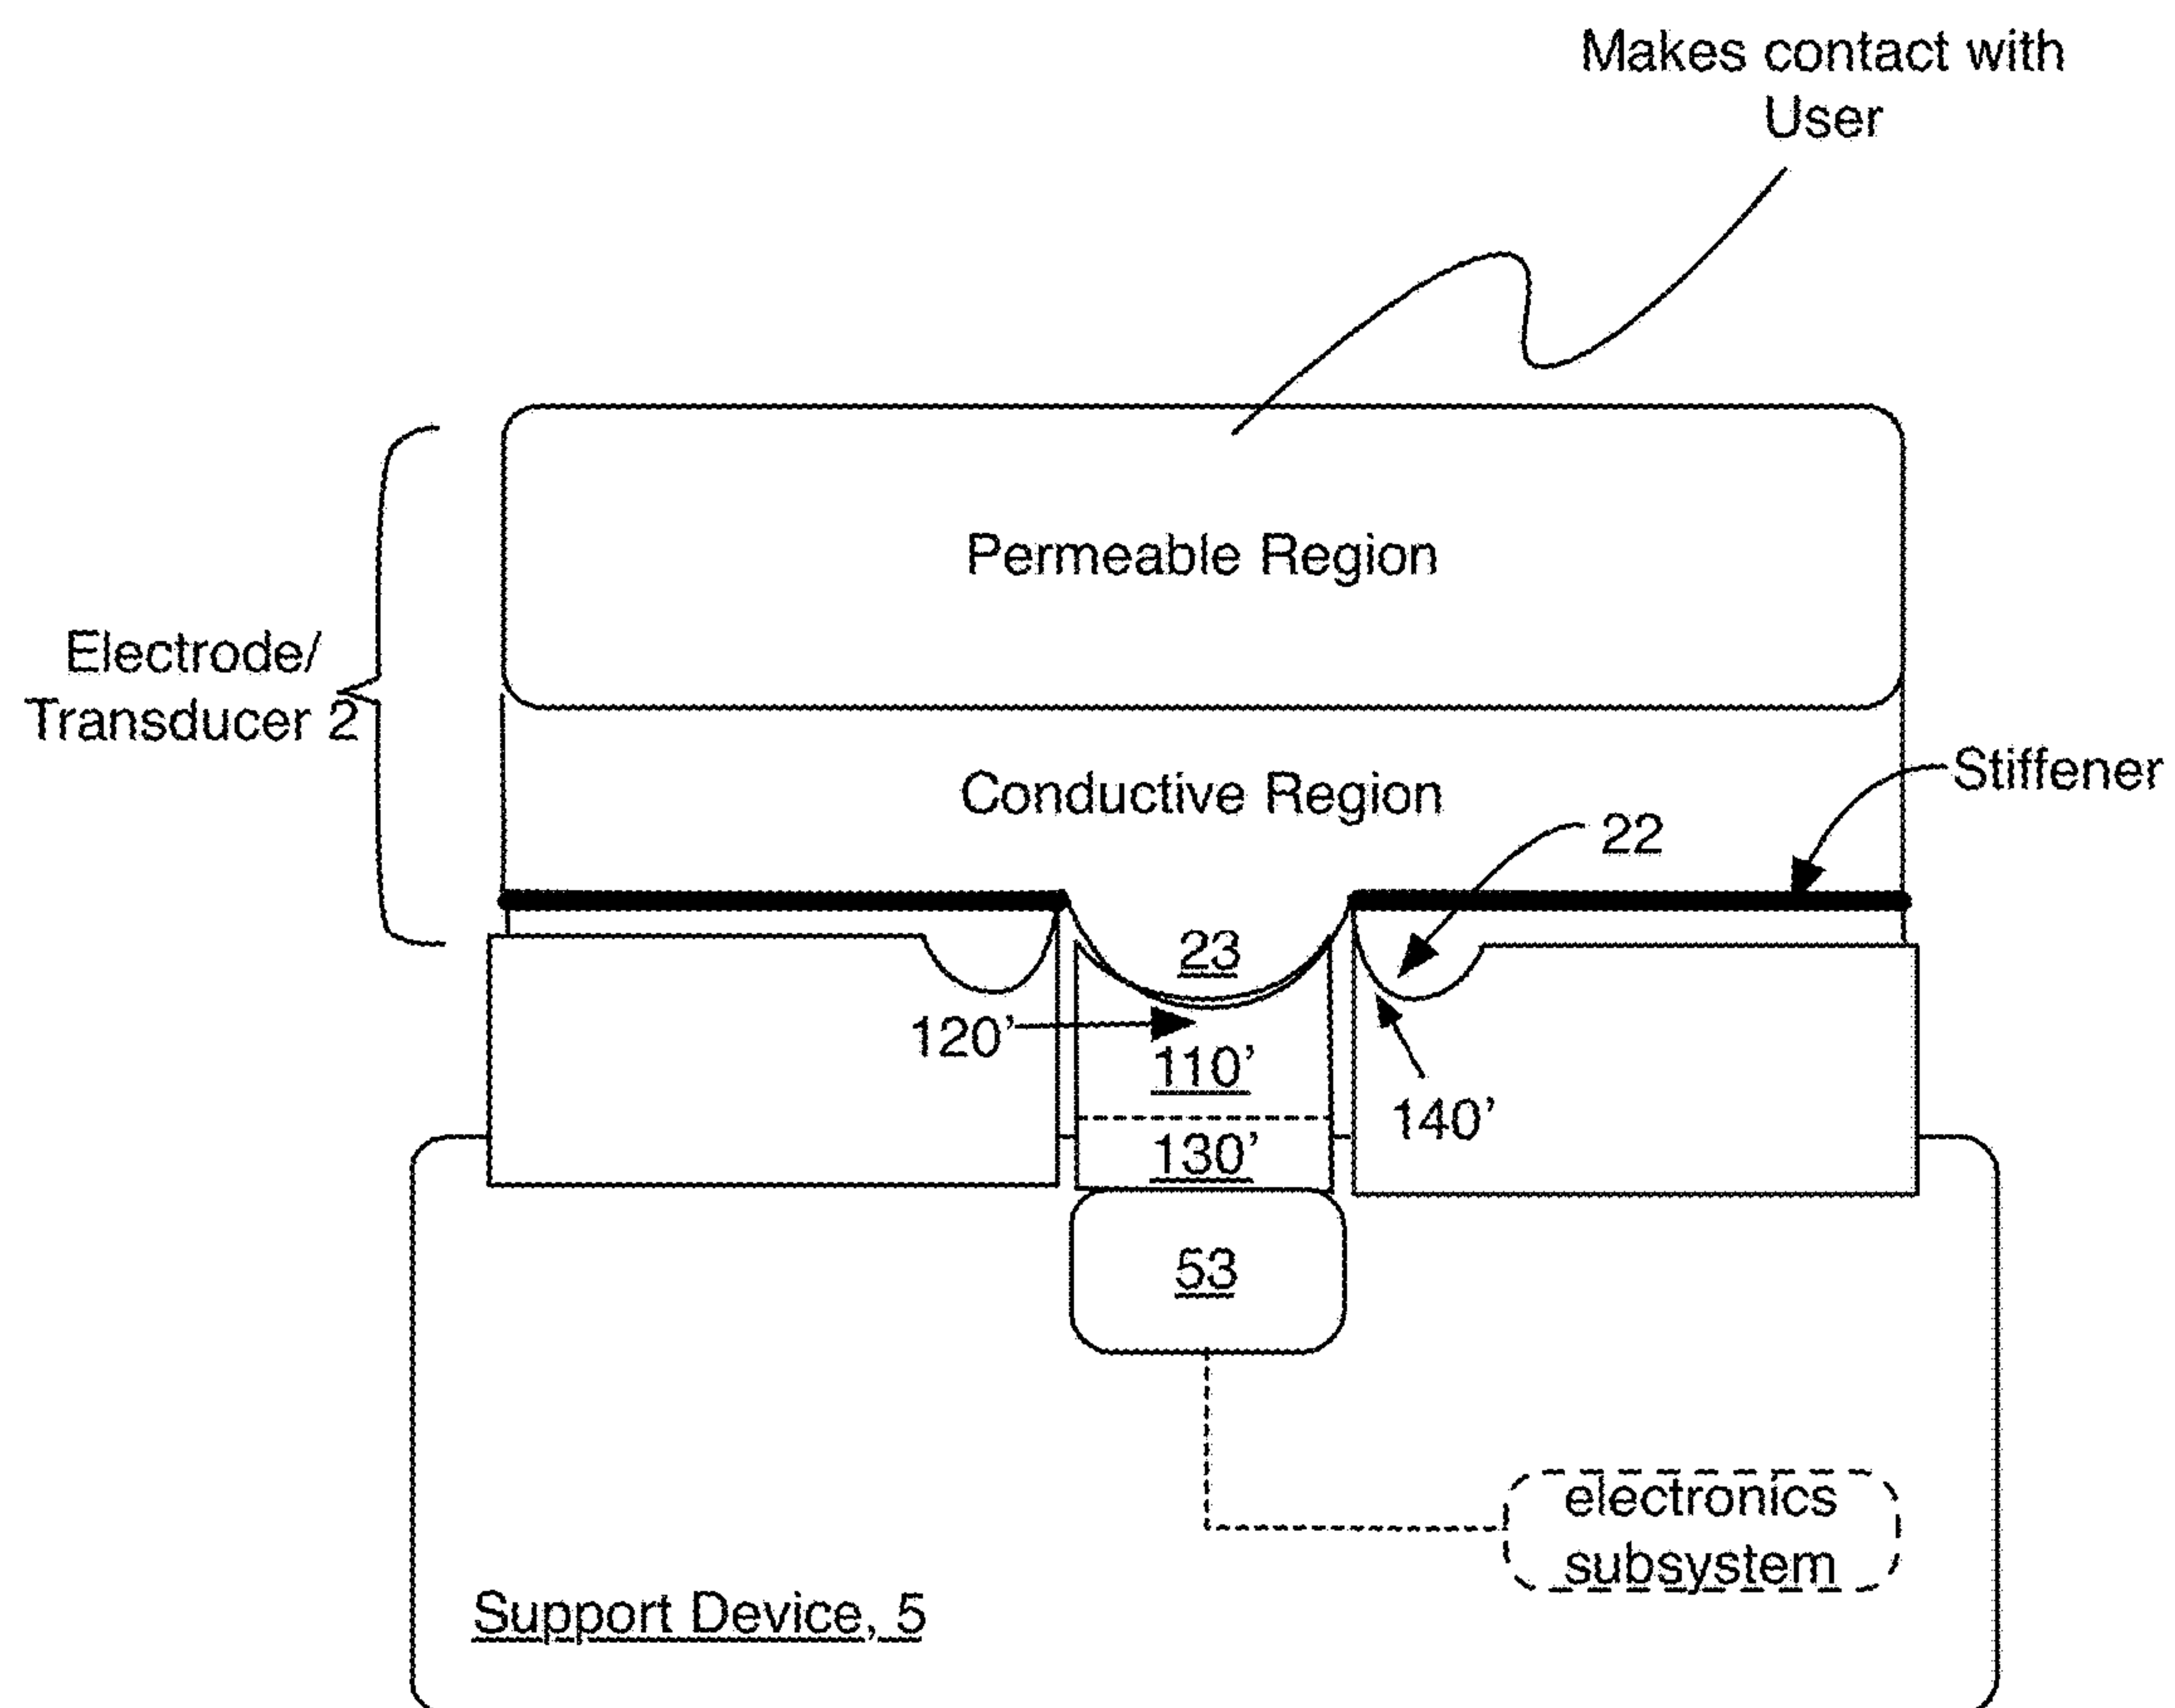 Makes contact with
User
Permeable Region
Electrode/
Transducer 2
Conductive Region
Stiffener
22
23
120’
110’
140’
130’
53
electronics
subsystem
Support Device, 5